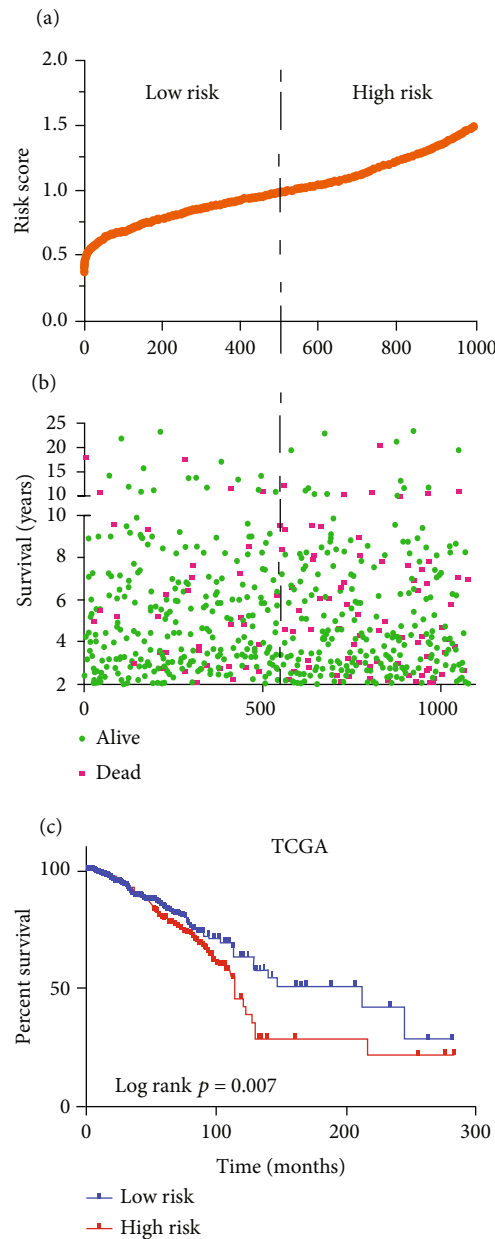 (a)
2.0
1.5
1.0
0.5
0.0
Risk score
Low risk
High risk
0 200 400 600 800 1000
(b)
25
20
15
10
10
8
6
4
2
Survival (years)
0 500 1000
Alive
Dead
(c)
TCGA
100
50
0
Percent survival
Log rank p = 0.007
0 100 200 300
Time (months)
Low risk
High risk